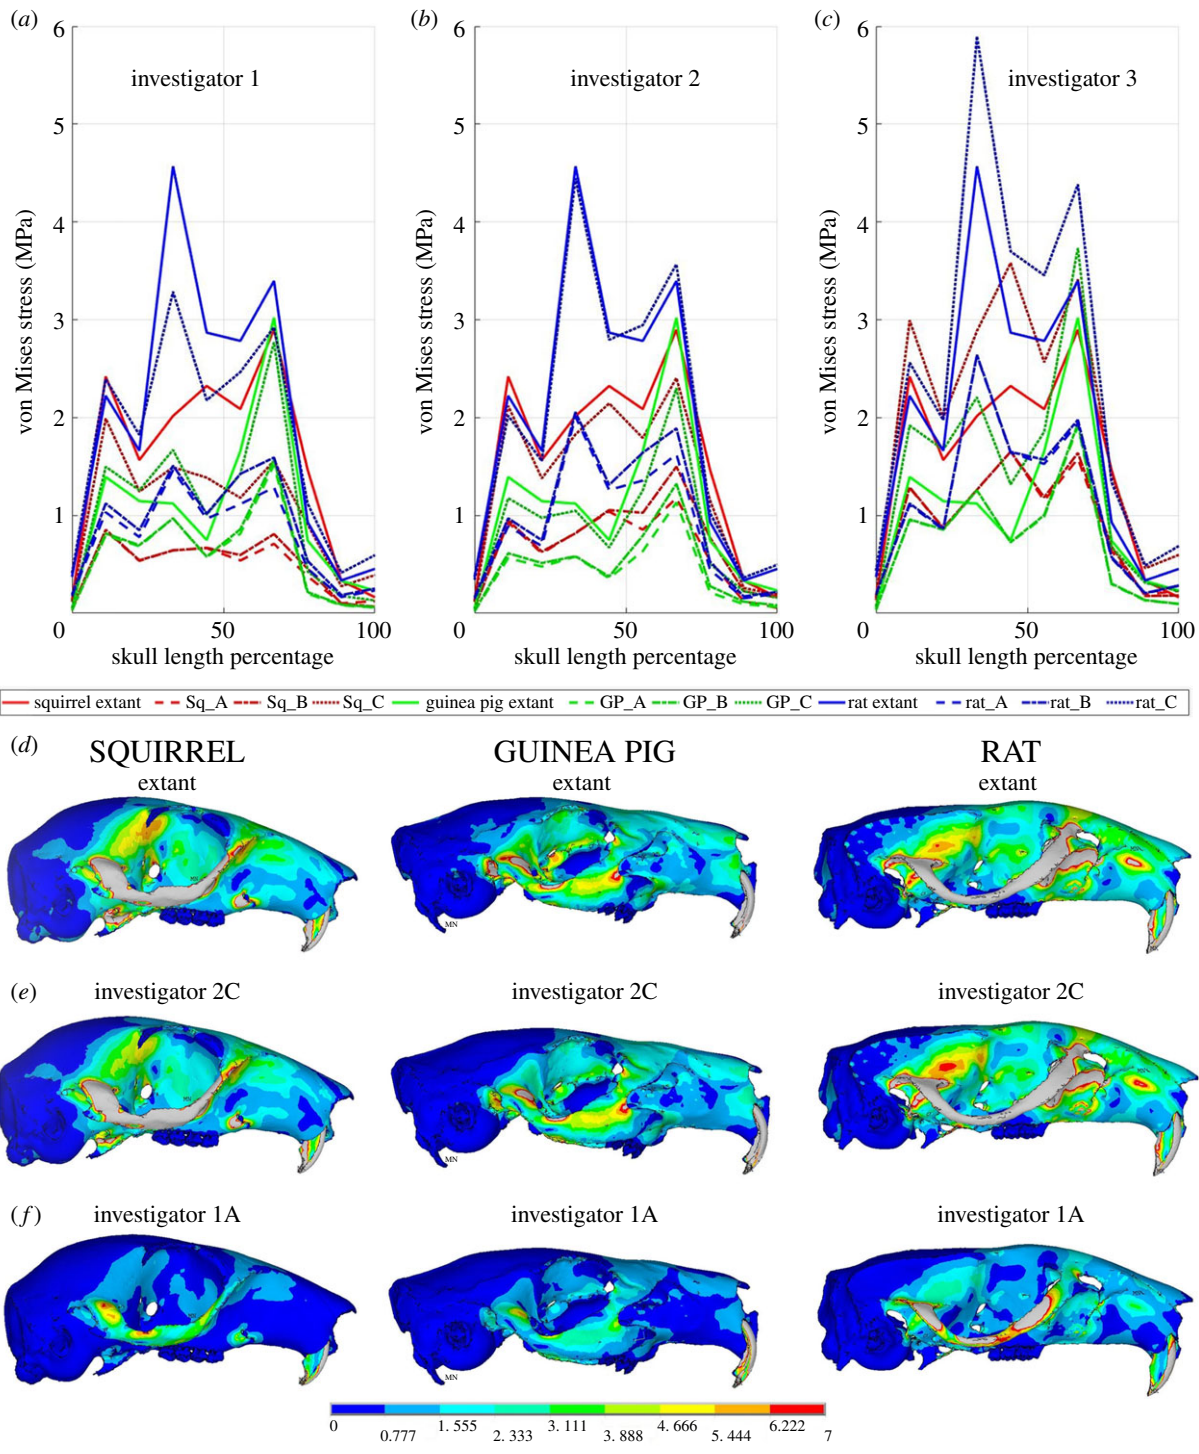 (a)
6
5
4
3
2
1
0
50
100
investigator 1
von Mises stress (MPa)
skull length percentage
(b)
6
5
4
3
2
1
0
50
100
investigator 2
von Mises stress (MPa)
skull length percentage
(c)
6
5
4
3
2
1
0
50
100
investigator 3
von Mises stress (MPa)
skull length percentage
squirrel extant Sq_A Sq_B Sq_C guinea pig extant GP_A GP_B GP_C rat extant rat_A rat_B rat_C
(d)
SQUIRREL GUINEA PIG RAT
extant extant extant
MN
(e)
investigator 2C investigator 2C investigator 2C
MN
(f)
investigator 1A investigator 1A investigator 1A
MN
0 0.777 1. 555 2. 333 3. 111 3. 888 4. 666 5. 444 6.222 7